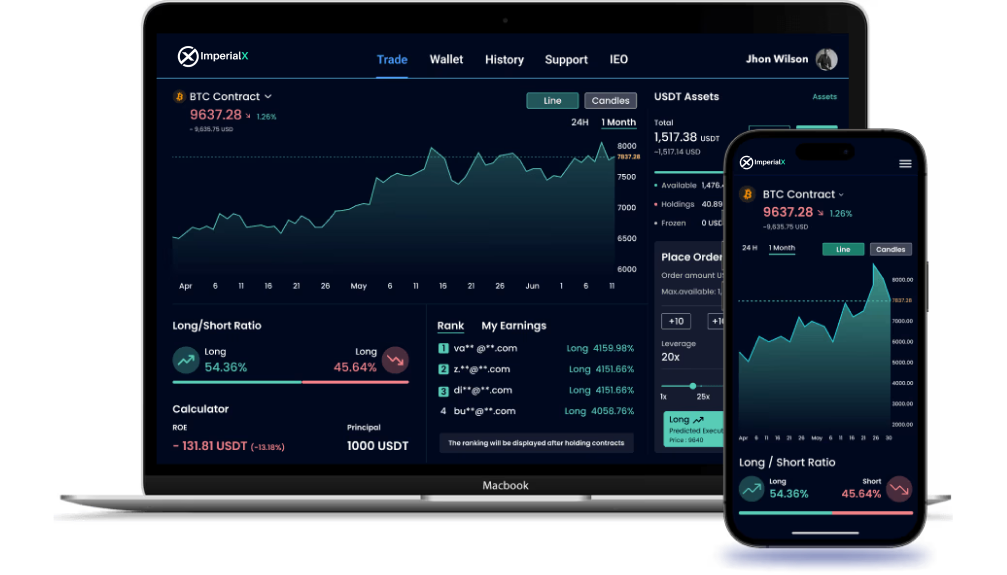 ImperialX
Trade Wallet History Support IEO
Jhon Wilson
BTC Contract
9637.28 1.26%
~ 9,635.75 USD
Line Candles
24H 1 Month
8000
7837.28
7500
7000
6500
6000
Apr 6 11 16 21 26 May 6 11 16 21 26 Jun 1 6 11
Long/Short Ratio
Long
54.36%
Long
45.64%
Calculator
ROE
- 131.81 USDT (-13.18%)
Principal
1000 USDT
Rank My Earnings
1 va** @**.com Long 4159.98%
2 z.**@**.com Long 4151.66%
3 di**@**.com Long 4151.66%
4 bu**@**.com Long 4058.76%
The ranking will be displayed after holding contracts
USDT Assets Assets
Total
1,517.38 USDT
~1,517.14 USD
Available 1,476.
Holdings 40.89
Frozen 0 USD
Place Order
Order amount U
Max.available: 1,
+10
Leverage
20x
1x 25x
Long
Predicted Execut
Price : 9640
Macbook
ImperialX
BTC Contract
9637.28 1.26%
~9,635.75 USD
24 H 1 Month Line Candles
8000.00
7837.28
7000.00
6000.00
5000.00
4000.00
3000.00
2000.00
Apr 6 11 16 21 26 May 6 11 16 21 26 30
Long / Short Ratio
Long
54.36%
Short
45.64%